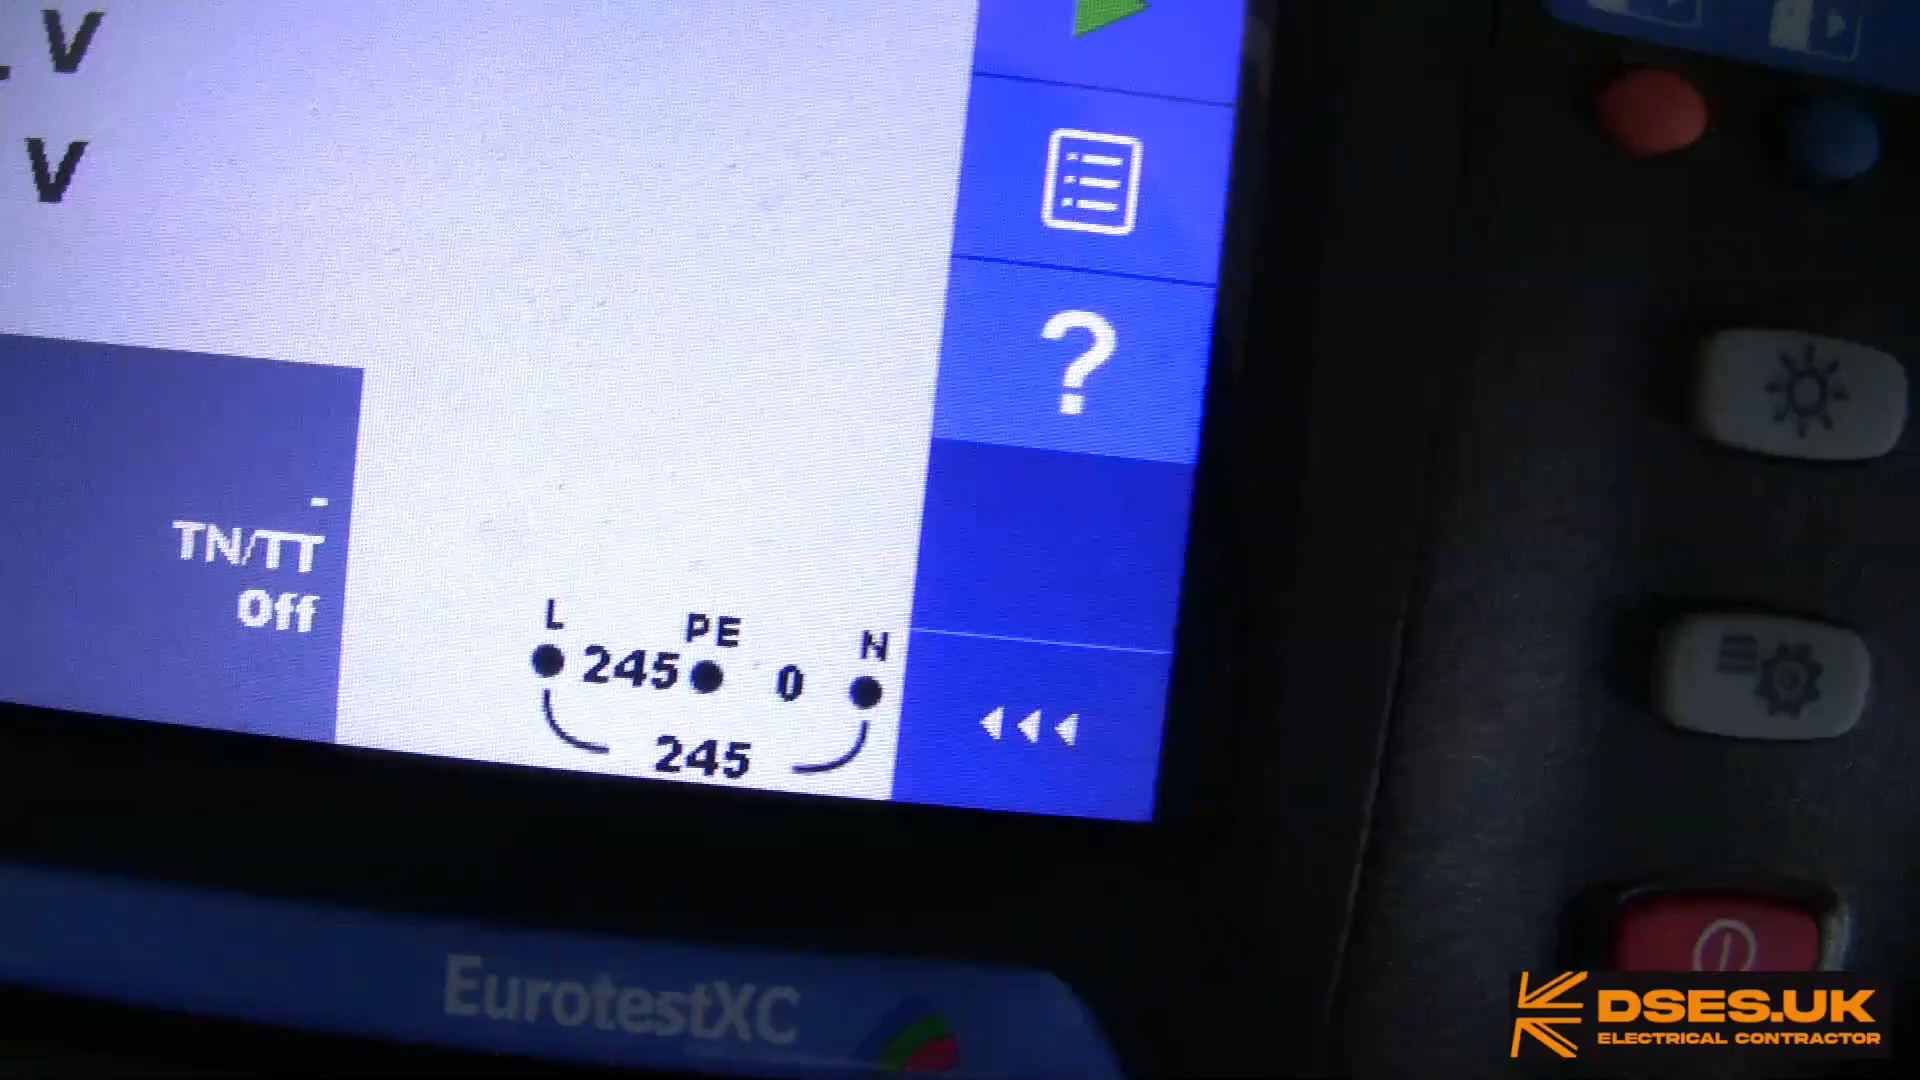 V
V
?
-
TN/TT
Off
L PE N
245 0
245
EurotestXC
DSES.UK
ELECTRICAL CONTRACTOR